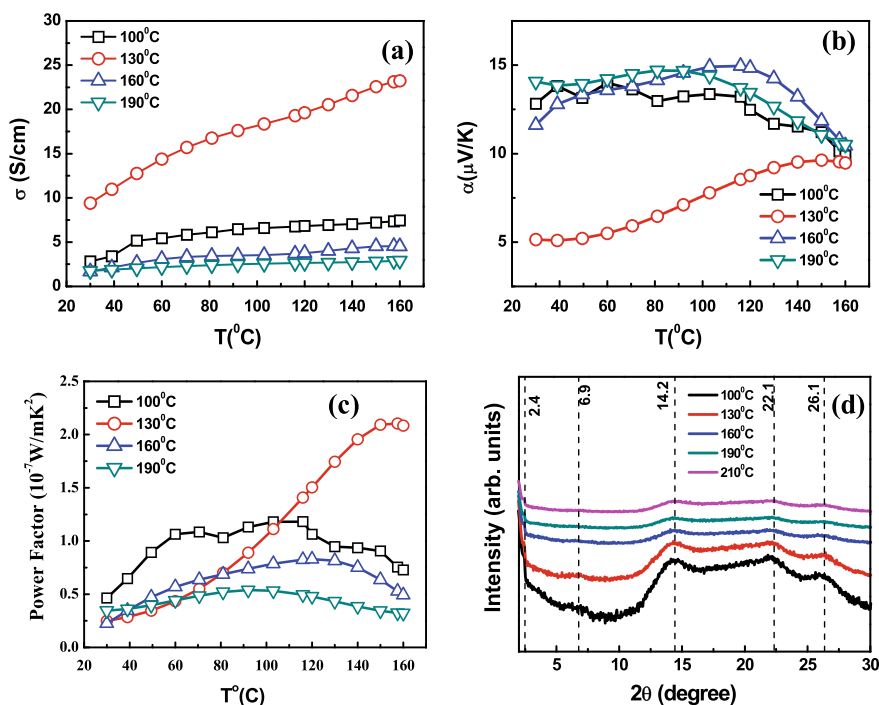 30
25
20
15
10
5
0
σ (S/cm)
100⁰C
130⁰C
160⁰C
190⁰C
(a)
20 40 60 80 100 120 140 160
T(⁰C)
15
10
5
α(μV/K)
(b)
100⁰C
130⁰C
160⁰C
190⁰C
20 40 60 80 100 120 140 160
T(⁰C)
2.5
2.0
1.5
1.0
0.5
0.0
Power Factor (10⁻⁷W/mK²)
100⁰C
130⁰C
160⁰C
190⁰C
(c)
20 40 60 80 100 120 140 160
T⁰(C)
Intensity (arb. units)
2.4
6.9
14.2
22.1
26.1
100⁰C
130⁰C
160⁰C
190⁰C
210⁰C
(d)
5 10 15 20 25 30
2θ (degree)